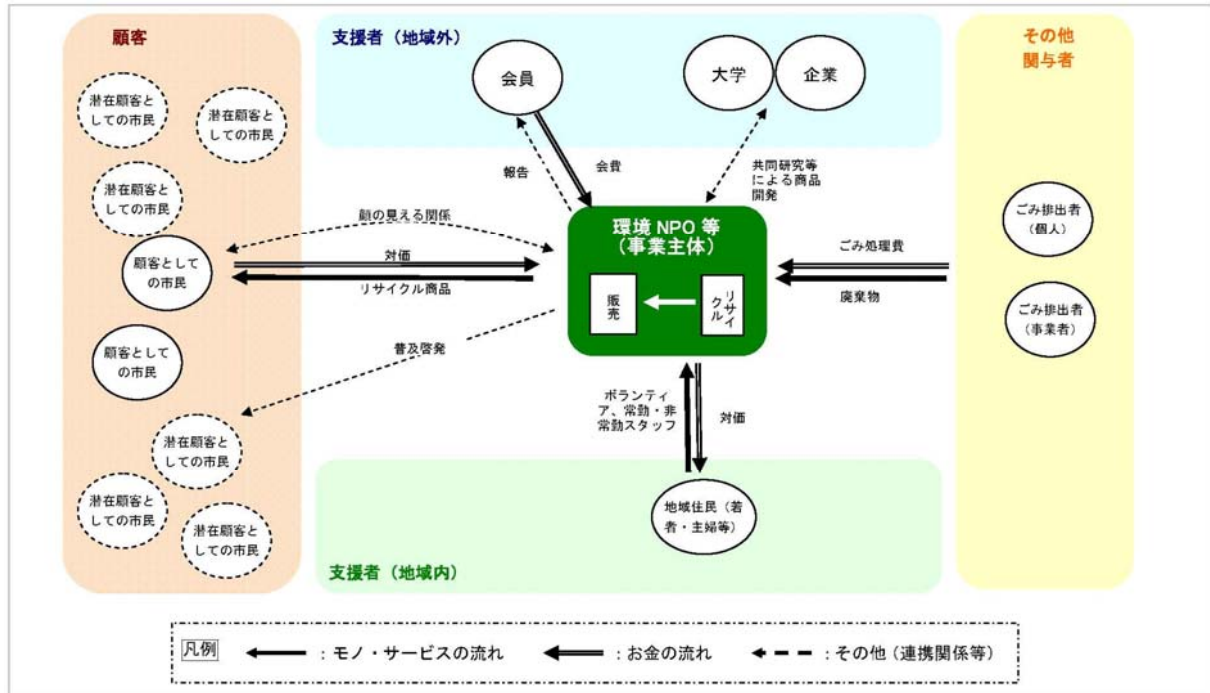 顧客
潜在顧客と
しての市民
潜在顧客と
しての市民
潜在顧客と
しての市民
顧客として
の市民
顧客として
の市民
潜在顧客と
しての市民
潜在顧客と
しての市民
潜在顧客と
しての市民
支援者（地域外）
会員
大学
企業
報告
会費
共同研究等
による商品
開発
顔の見える関係
対価
リサイクル商品
普及啓発
環境 NPO 等
（事業主体）
販売
リサイ
クル
ごみ処理費
廃棄物
ボランティ
ア、常勤・非
常勤スタッフ
対価
地域住民（若
者・主婦等）
支援者（地域内）
その他
関与者
ごみ排出者
（個人）
ごみ排出者
（事業者）
凡例
：モノ・サービスの流れ
：お金の流れ
：その他（連携関係等）